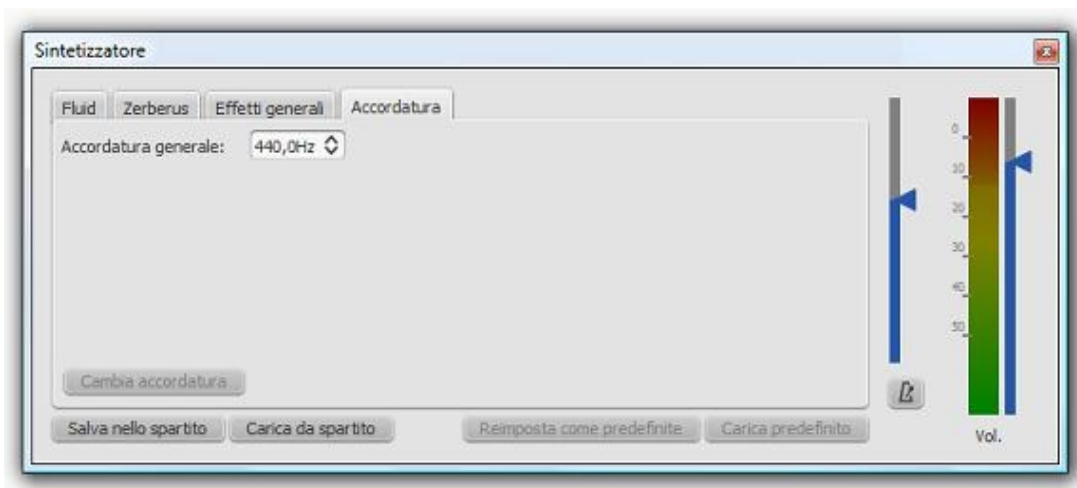 Sintetizzatore
Fluid Zerberus Effetti generali Accordatura
Accordatura generale: 440,0Hz
Cambia accordatura
Salva nello spartito Carica da spartito Reimposta come predefinite Carica predefinito
0
10
20
30
40
50
Vol.